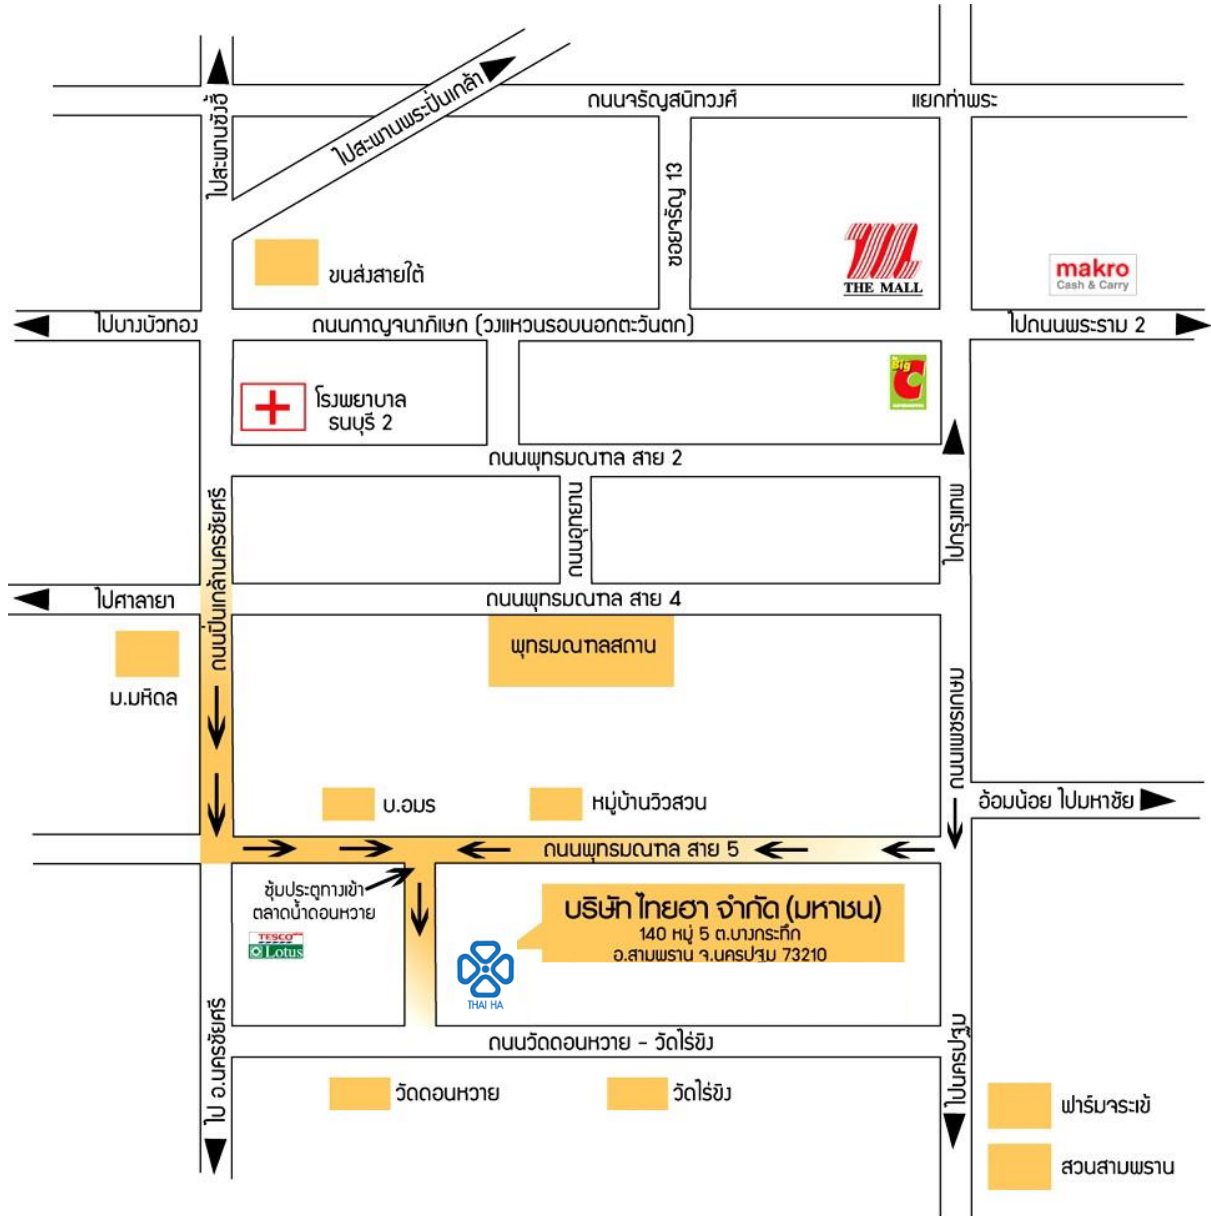 ไปสะพานซังฮี้
ไปสะพานพระปิ่นเกล้า
ถนนจรัญสนิทวงศ์
แยกท่าพระ
ซอยจรัญ 13
ขนส่งสายใต้
THE MALL
makro
Cash & Carry
ไปบางบัวทอง
ถนนกาญจนาภิเษก (วงแหวนรอบนอกตะวันตก)
ไปถนนพระราม 2
โรงพยาบาล
ธนบุรี 2
Big
C
ถนนพุทธมณฑล สาย 2
ถนนปิ่นเกล้านครชัยศรี
ถนนอุทยาน
ไปกรุงเทพ
ไปศาลายา
ถนนพุทธมณฑล สาย 4
พุทธมณฑลสถาน
ม.มหิดล
ถนนเพชรเกษม
บ.อมร
หมู่บ้านวิวสวน
อ้อมน้อย ไปมหาชัย
ถนนพุทธมณฑล สาย 5
ซุ้มประตูทางเข้า
ตลาดน้ำดอนหวาย
TESCO
Lotus
บริษัท ไทยฮา จำกัด (มหาชน)
140 หมู่ 5 ต.บางกระทึก
อ.สามพราน จ.นครปฐม 73210
THAI HA
ไป อ.นครชัยศรี
ถนนวัดดอนหวาย - วัดไร่ขิง
ไปนครปฐม
วัดดอนหวาย
วัดไร่ขิง
ฟาร์มจระเข้
สวนสามพราน